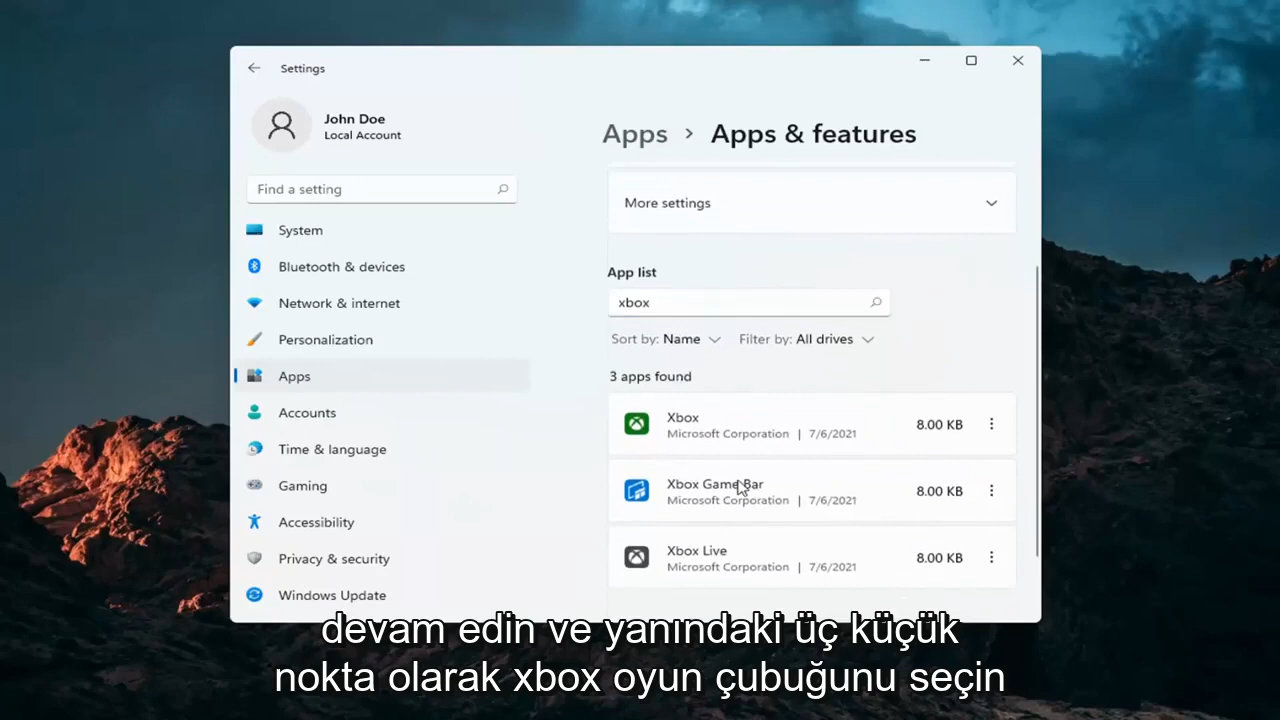 Settings
John Doe
Local Account
Find a setting
System
Bluetooth & devices
Network & internet
Personalization
Apps
Accounts
Time & language
Gaming
Accessibility
Privacy & security
Windows Update
Apps > Apps & features
More settings
App list
xbox
Sort by: Name Filter by: All drives
3 apps found
Xbox
Microsoft Corporation | 7/6/2021
8.00 KB
Xbox Game Bar
Microsoft Corporation | 7/6/2021
8.00 KB
Xbox Live
Microsoft Corporation | 7/6/2021
8.00 KB
devam edin ve yanındaki üç küçük
nokta olarak xbox oyun çubuğunu seçin